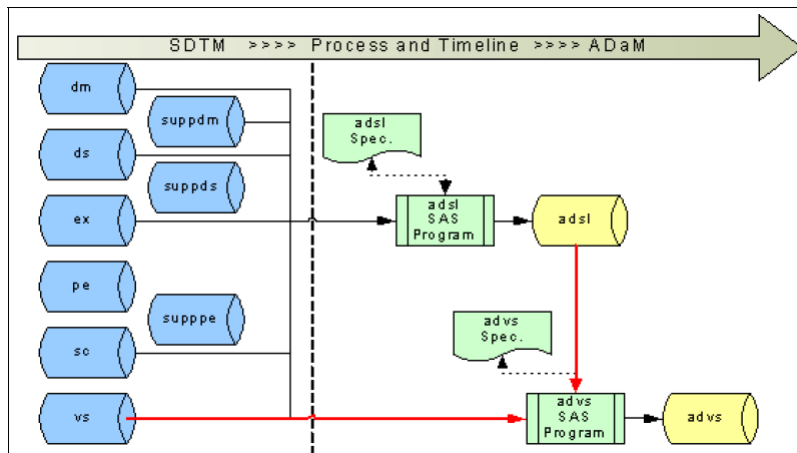 SDTM >>>> Process and Timeline >>>> ADaM
dm
suppdm
ds
suppds
ex
pe
supppe
sc
vs
adsl
Spec.
adsl
SAS
Program
adsl
advs
Spec.
advs
SAS
Program
advs